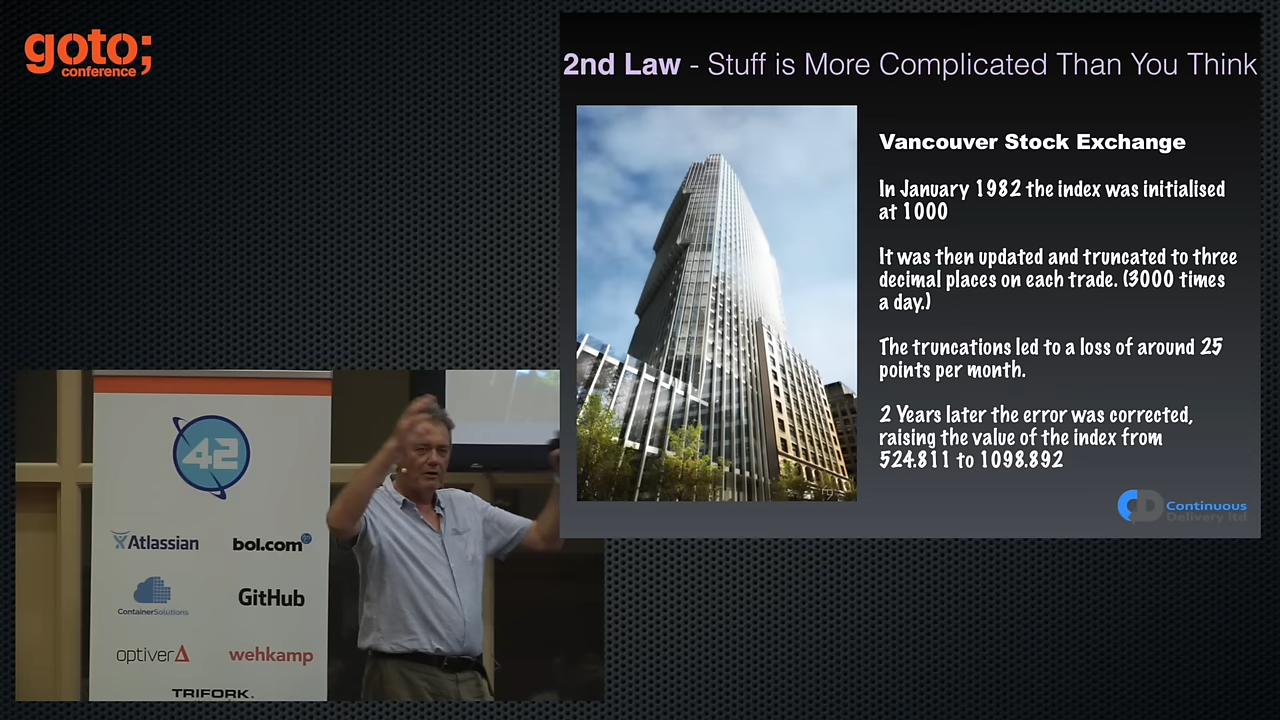 goto;
conference
2nd Law - Stuff is More Complicated Than You Think
Vancouver Stock Exchange
In January 1982 the index was initialised
at 1000
It was then updated and truncated to three
decimal places on each trade. (3000 times
a day.)
The truncations led to a loss of around 25
points per month.
2 Years later the error was corrected,
raising the value of the index from
524.811 to 1098.892
CD Continuous
Delivery ltd
42
Atlassian
bol.com
ContainerSolutions
GitHub
optiver
wehkamp
TRIFORK.